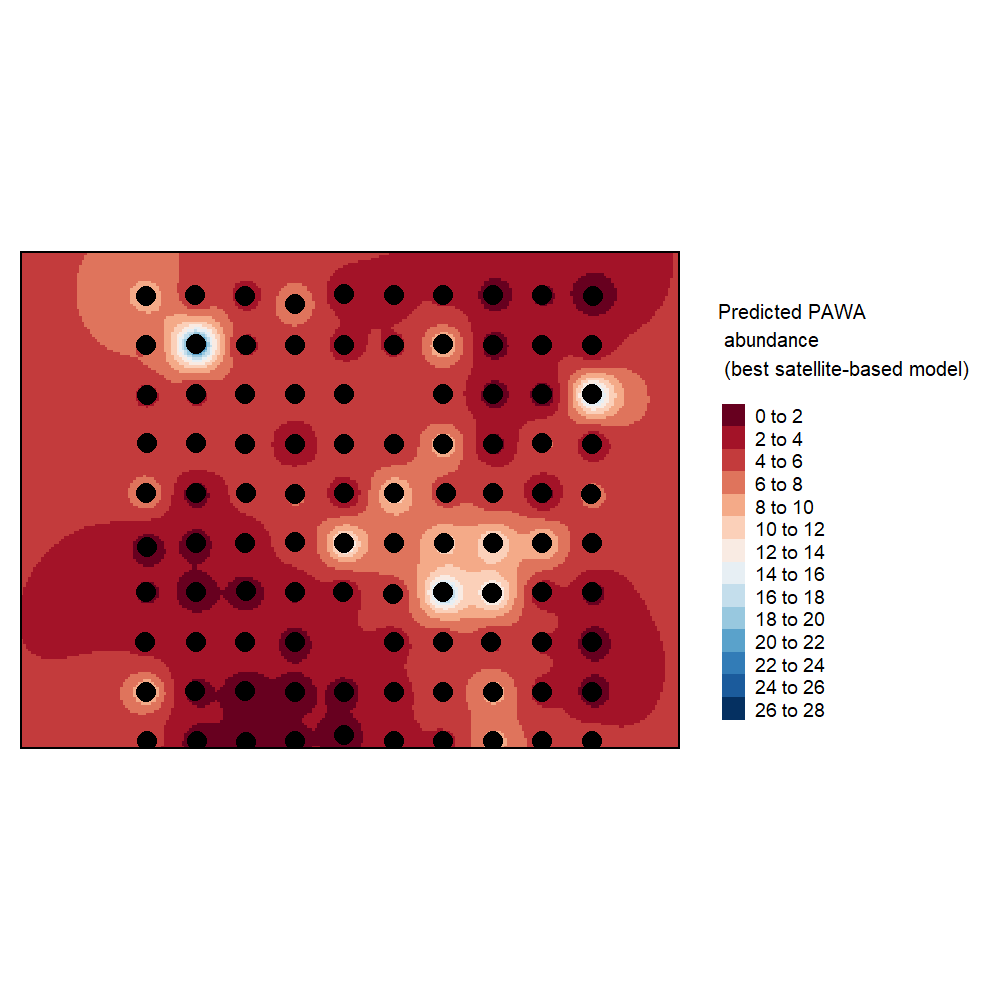 Predicted PAWA
abundance
(best satellite-based model)
0 to 2
2 to 4
4 to 6
6 to 8
8 to 10
10 to 12
12 to 14
14 to 16
16 to 18
18 to 20
20 to 22
22 to 24
24 to 26
26 to 28